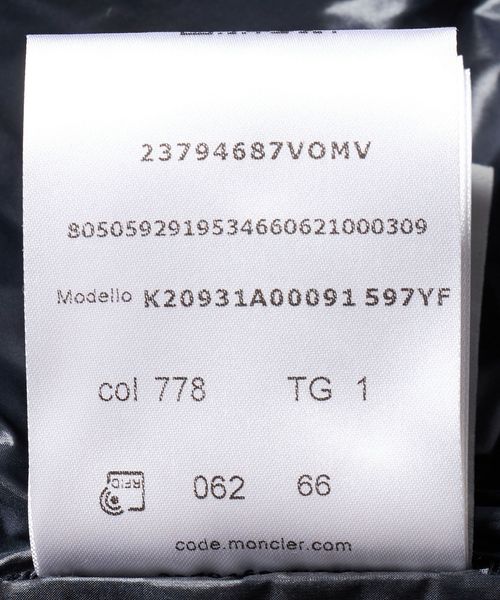 23794687VOMV
8050592919534660621000309
Modello K20931A00091 597YF
col 778 TG 1
RFID 062 66
code.moncler.com